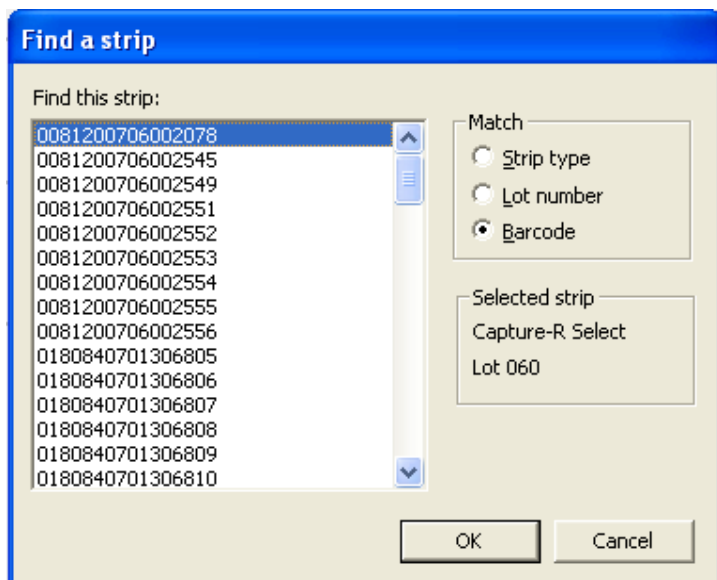 Find a strip
Find this strip:
0081200706002078
0081200706002545
0081200706002549
0081200706002551
0081200706002552
0081200706002553
0081200706002554
0081200706002555
0081200706002556
0180840701306805
0180840701306806
0180840701306807
0180840701306808
0180840701306809
0180840701306810
Match
Strip type
Lot number
Barcode
Selected strip
Capture-R Select
Lot 060
OK
Cancel